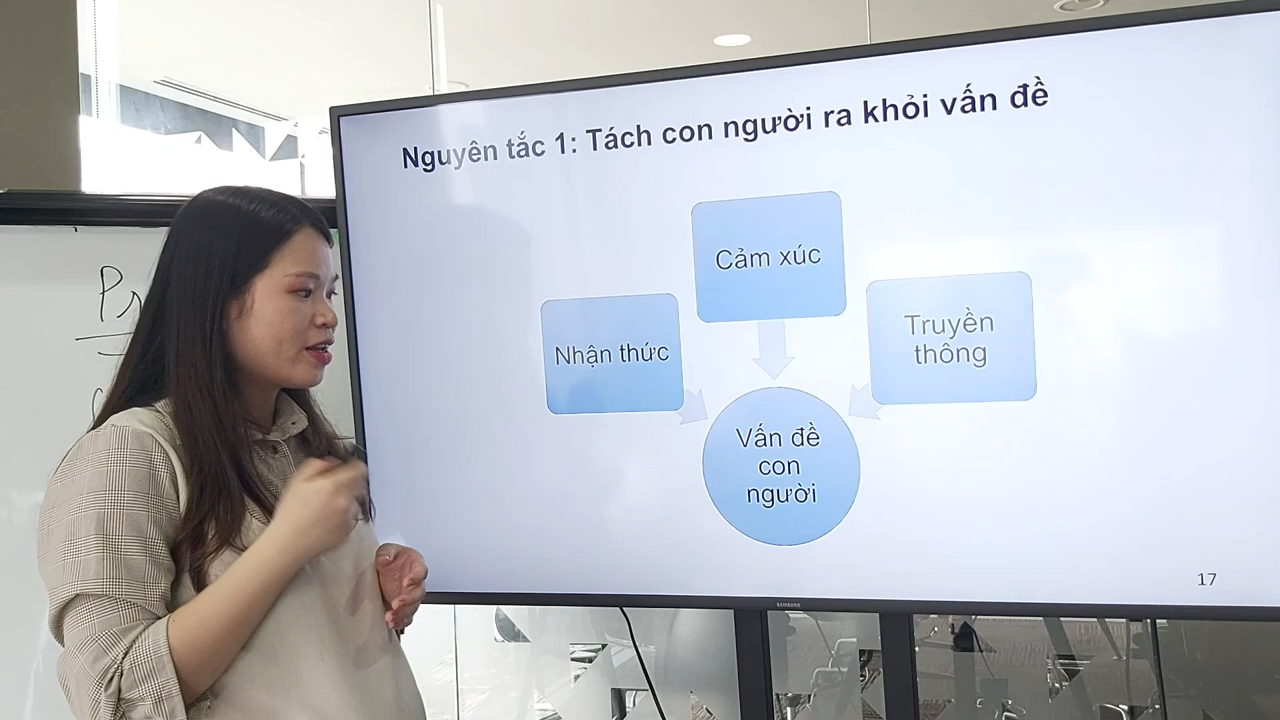 Nguyên tắc 1: Tách con người ra khỏi vấn đề
Cảm xúc
Nhận thức
Truyền
thông
Vấn đề
con
người
17
SAMSUNG